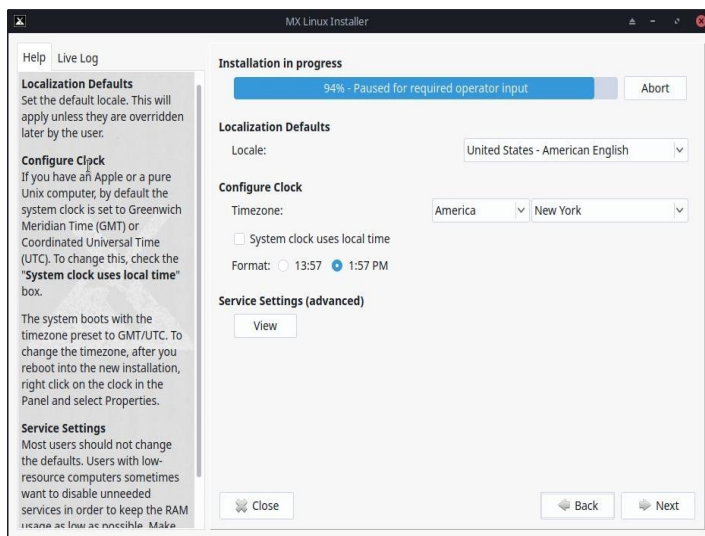 MX Linux Installer
Help Live Log
Localization Defaults
Set the default locale. This will
apply unless they are overridden
later by the user.
Configure Clock
If you have an Apple or a pure
Unix computer, by default the
system clock is set to Greenwich
Meridian Time (GMT) or
Coordinated Universal Time
(UTC). To change this, check the
"System clock uses local time"
box.
The system boots with the
timezone preset to GMT/UTC. To
change the timezone, after you
reboot into the new installation,
right click on the clock in the
Panel and select Properties.
Service Settings
Most users should not change
the defaults. Users with low-
resource computers sometimes
want to disable unneeded
services in order to keep the RAM
usage as low as possible. Make
Installation in progress
94% - Paused for required operator input
Abort
Localization Defaults
Locale: United States - American English
Configure Clock
Timezone: America New York
System clock uses local time
Format: 13:57 1:57 PM
Service Settings (advanced)
View
Close Back Next